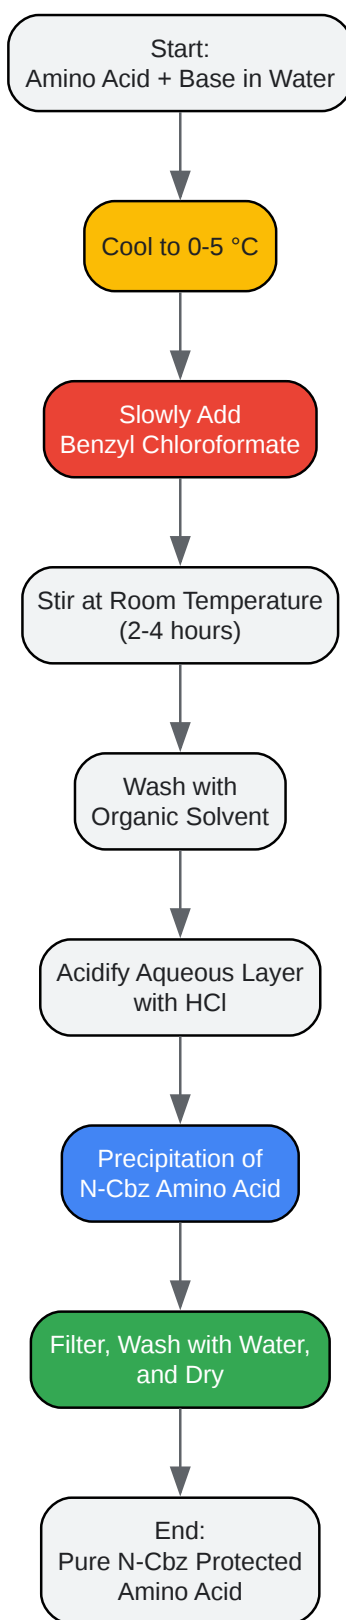 Start:
Amino Acid + Base in Water
Cool to 0-5 °C
Slowly Add
Benzyl Chloroformate
Stir at Room Temperature
(2-4 hours)
Wash with
Organic Solvent
Acidify Aqueous Layer
with HCl
Precipitation of
N-Cbz Amino Acid
Filter, Wash with Water,
and Dry
End:
Pure N-Cbz Protected
Amino Acid